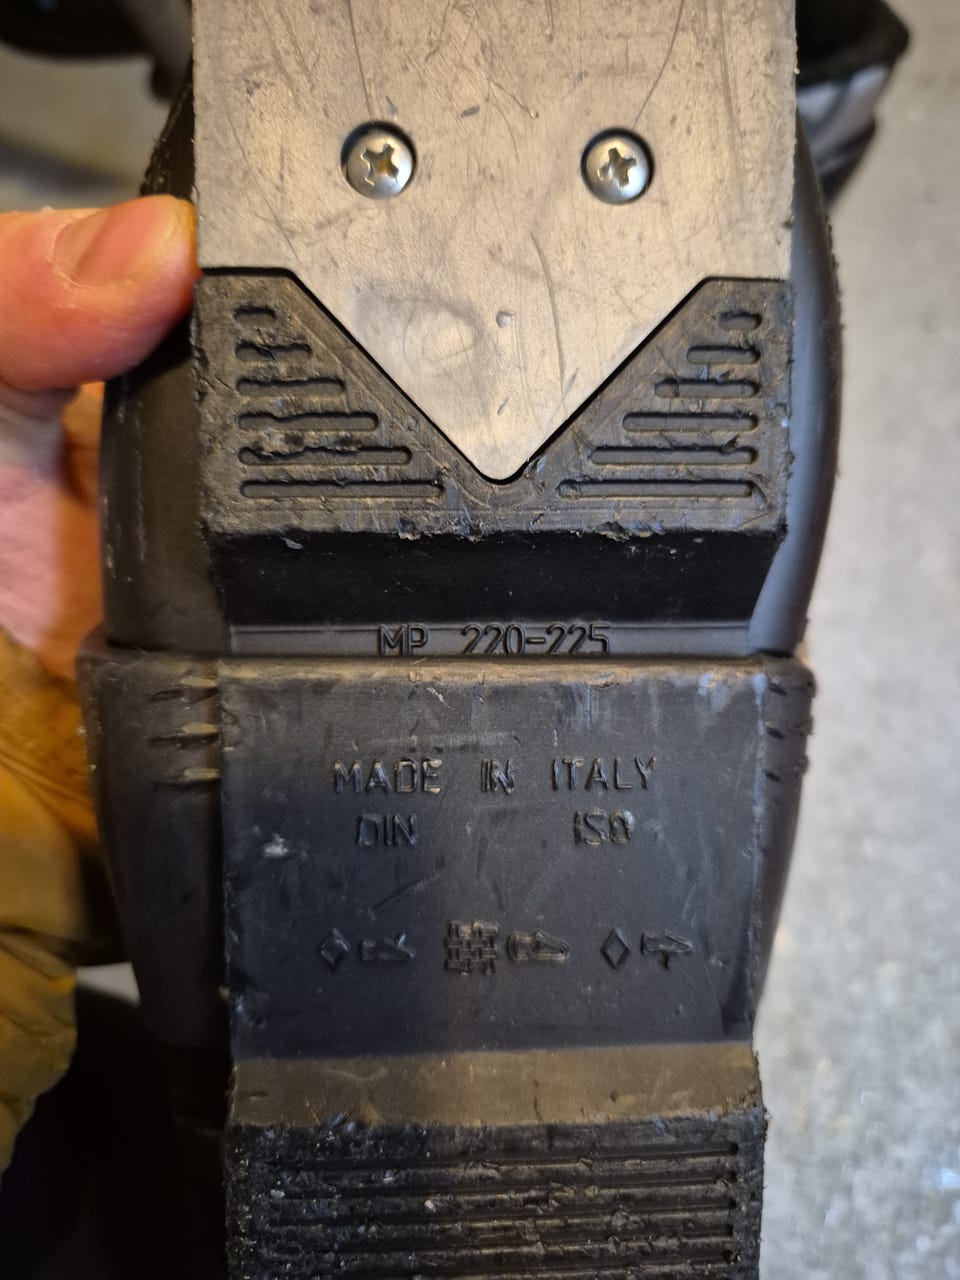 MP 220-225
MADE IN ITALY
DIN ISO